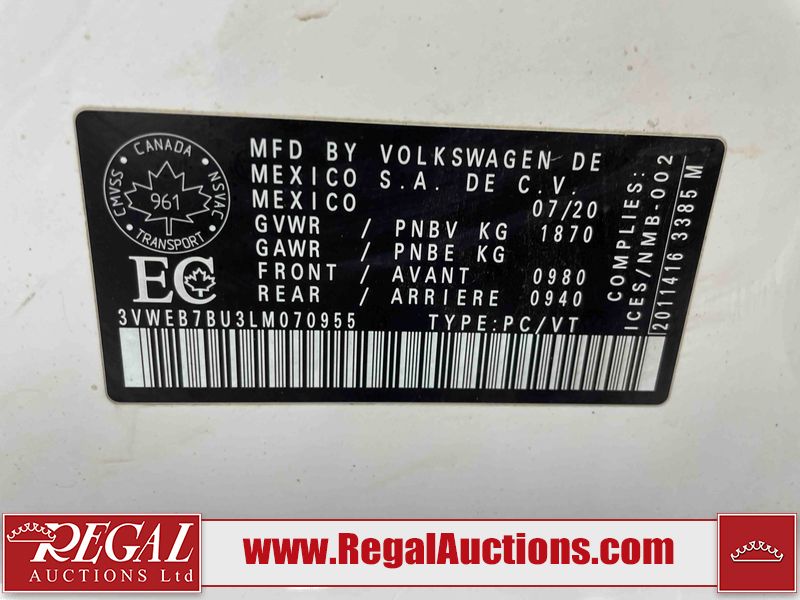 CANADA
CMVSS
NSVAC
961
TRANSPORT
EC
MFD BY VOLKSWAGEN DE
MEXICO S.A. DE C.V.
MEXICO 07/20
GVWR / PNBV KG 1870
GAWR / PNBE KG
FRONT / AVANT 0980
REAR / ARRIERE 0940
3VWEB7BU3LM070955 TYPE:PC/VT
COMPLIES:
ICES/NMB-002
2011416 3385 M
REGAL
AUCTIONS Ltd
www.RegalAuctions.com